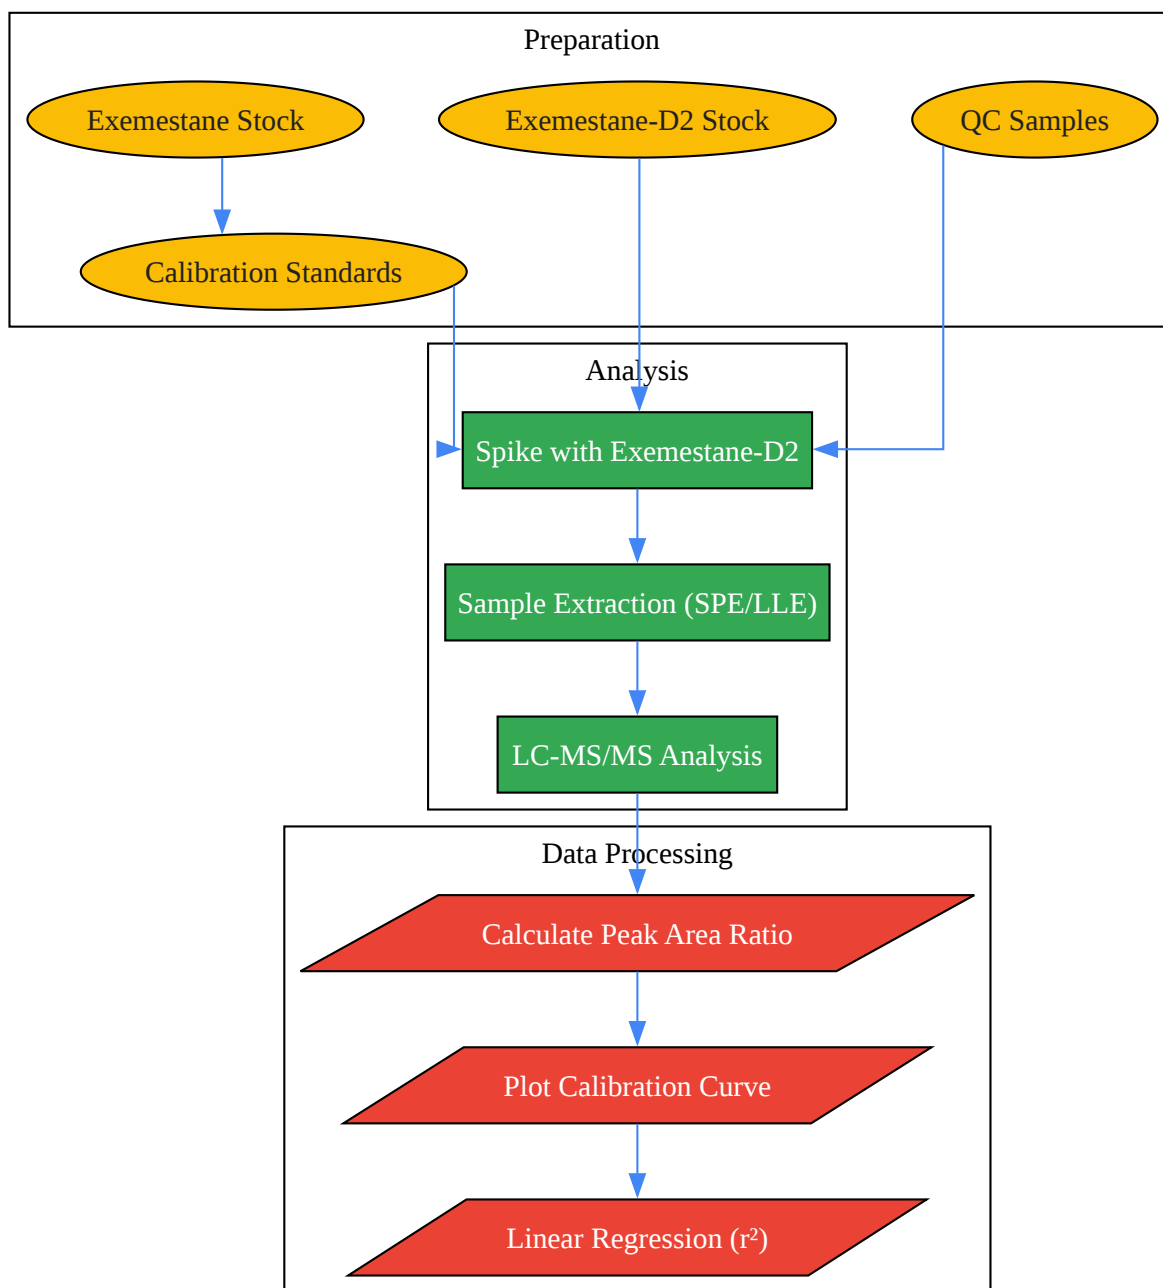 Preparation
Exemestane Stock
Exemestane-D2 Stock
QC Samples
Calibration Standards
Analysis
Spike with Exemestane-D2
Sample Extraction (SPE/LLE)
LC-MS/MS Analysis
Data Processing
Calculate Peak Area Ratio
Plot Calibration Curve
Linear Regression (r²)